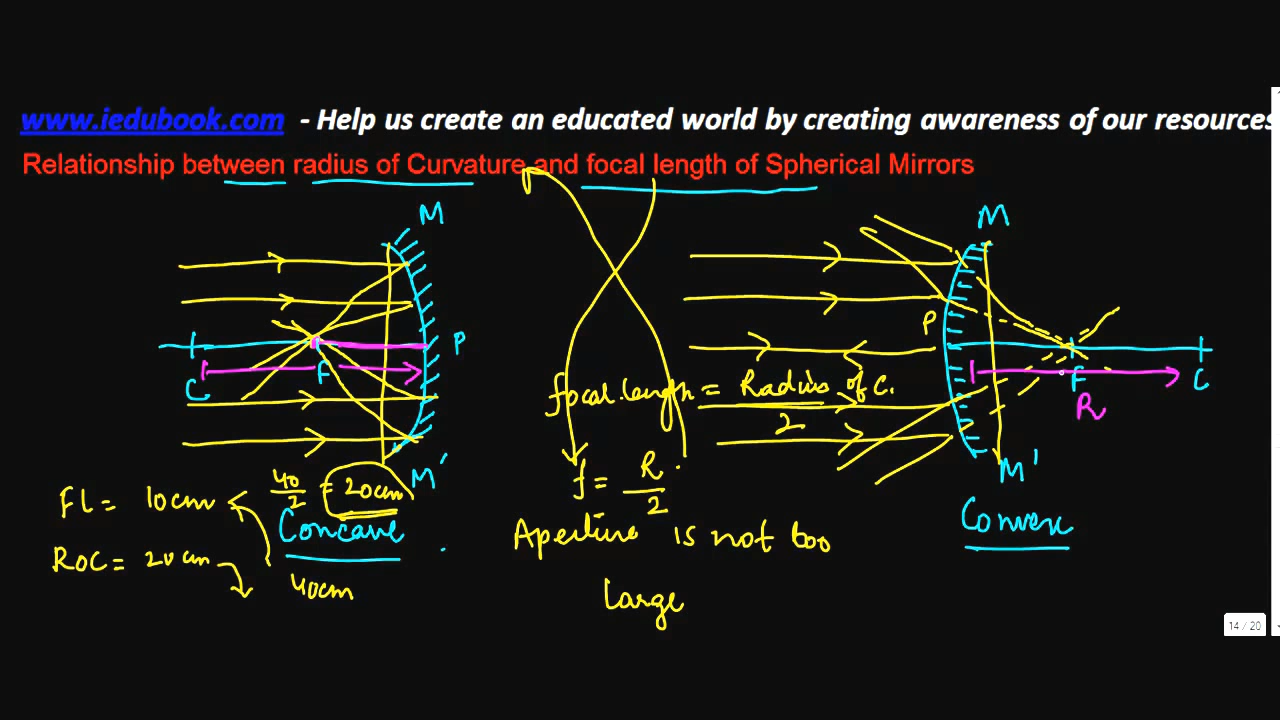 www.iedubook.com - Help us create an educated world by creating awareness of our resources
Relationship between radius of Curvature and focal length of Spherical Mirrors
M
M
P
P
F
C
F
C
R
focal length = Radius of C.
2
M'
M'
f = R
2
FL = 10cm
40
2
= 20cm
Concave
Convex
Aperture is not too
large
ROC = 20cm
40cm
14 / 20